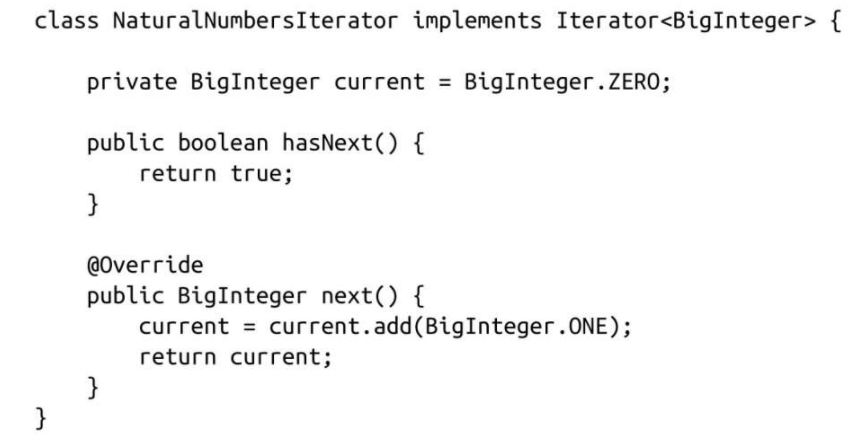 class NaturalNumbersIterator implements Iterator<BigInteger> {
private BigInteger current = BigInteger.ZERO;
public boolean hasNext() {
return true;
}
@Override
public BigInteger next() {
current = current.add(BigInteger.ONE);
return current;
}
}